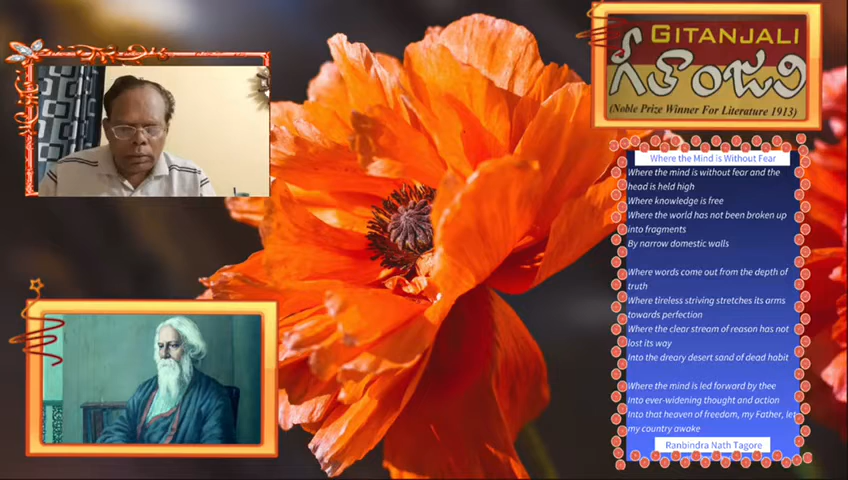 GITANJALI
గీతాంజలి
(Noble Prize Winner For Literature 1913)
Where the Mind is Without Fear
Where the mind is without fear and the
head is held high
Where knowledge is free
Where the world has not been broken up
into fragments
By narrow domestic walls
Where words come out from the depth of
truth
Where tireless striving stretches its arms
towards perfection
Where the clear stream of reason has not
lost its way
Into the dreary desert sand of dead habit
Where the mind is led forward by thee
Into ever-widening thought and action
Into that heaven of freedom, my Father, let
my country awake
Ranbindra Nath Tagore